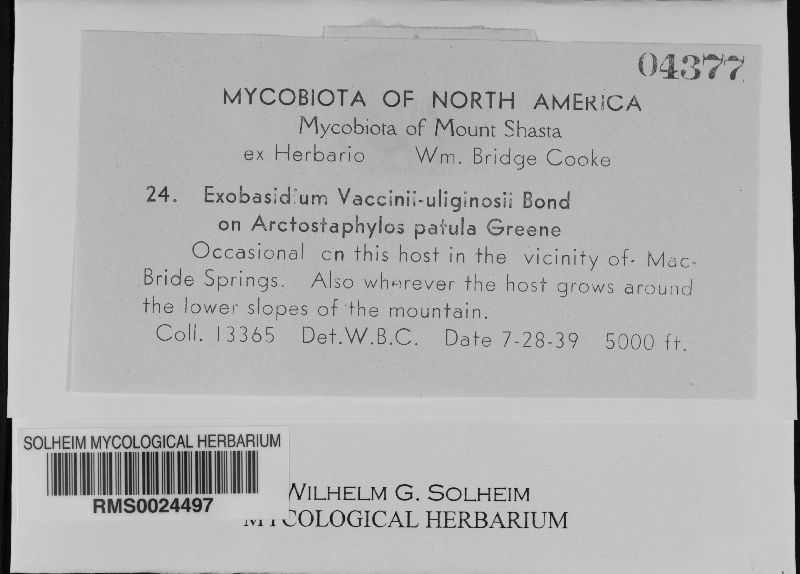 04377
MYCOBIOTA OF NORTH AMERICA
Mycobiota of Mount Shasta
ex Herbario Wm. Bridge Cooke
24. Exobasidium Vaccinii-uliginosii Bond
on Arctostaphylos patula Greene
Occasional on this host in the vicinity of Mac-
Bride Springs. Also wherever the host grows around
the lower slopes of the mountain.
Coll. 13365 Det.W.B.C. Date 7-28-39 5000 ft.
SOLHEIM MYCOLOGICAL HERBARIUM
RMS0024497
WILHELM G. SOLHEIM
MYCOLOGICAL HERBARIUM